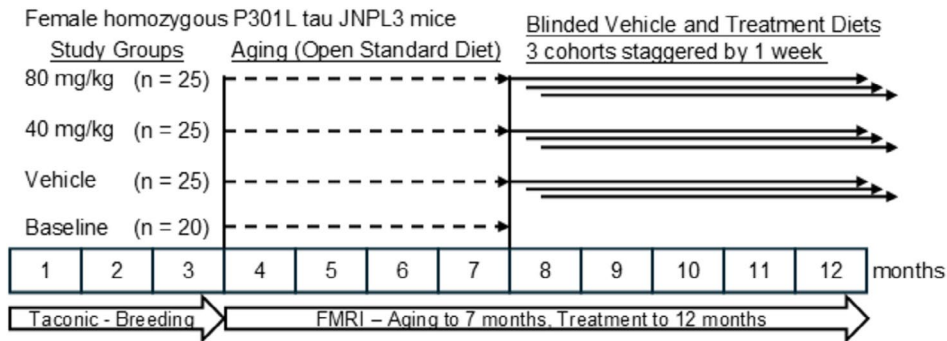 Female homozygous P301L tau JNPL3 mice
Blinded Vehicle and Treatment Diets
Study Groups Aging (Open Standard Diet) 3 cohorts staggered by 1 week
80 mg/kg (n = 25)
40 mg/kg (n = 25)
Vehicle (n = 25)
Baseline (n = 20)
1 2 3 4 5 6 7 8 9 10 11 12 months
Taconic - Breeding FMRI – Aging to 7 months, Treatment to 12 months